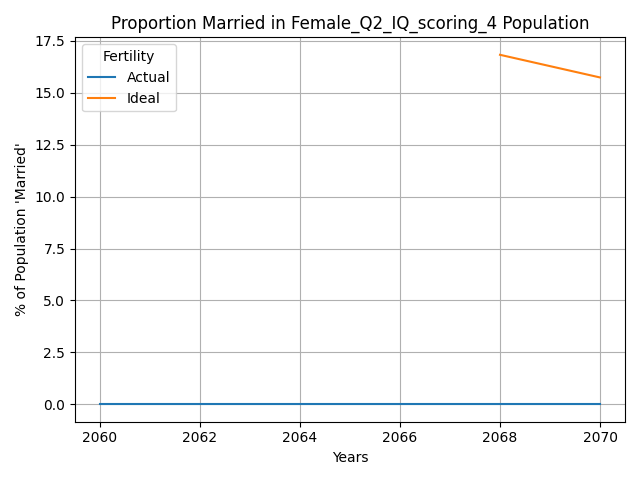 Proportion Married in Female_Q2_IQ_scoring_4 Population
17.5
15.0
12.5
10.0
7.5
5.0
2.5
0.0
% of Population 'Married'
Fertility
Actual
Ideal
2060 2062 2064 2066 2068 2070
Years